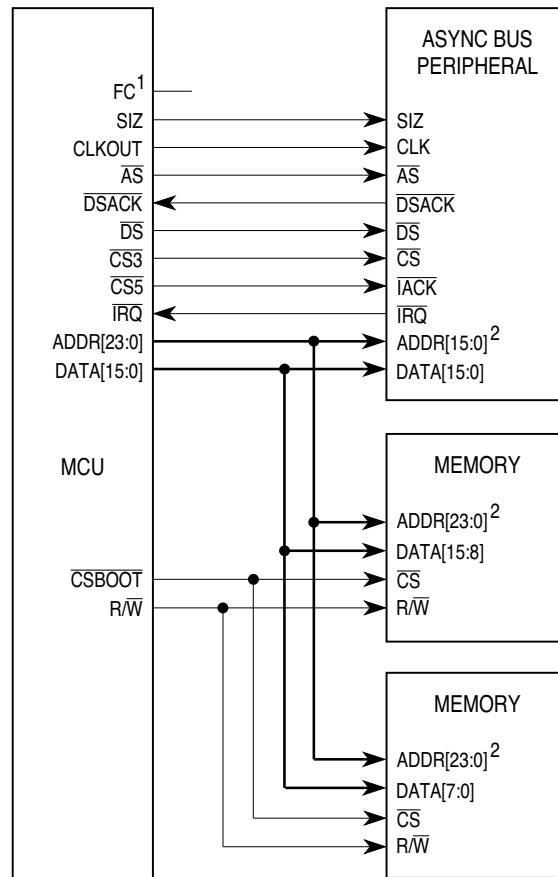 ASYNC BUS
PERIPHERAL
FC1
SIZ SIZ
CLKOUT CLK
AS AS
DSACK DSACK
DS DS
CS3 CS
CS5 IACK
IRQ IRQ
ADDR[23:0] ADDR[15:0]2
DATA[15:0] DATA[15:0]
MCU
MEMORY
ADDR[23:0]2
DATA[15:8]
CSBOOT CS
R/W R/W
MEMORY
ADDR[23:0]2
DATA[7:0]
CS
R/W